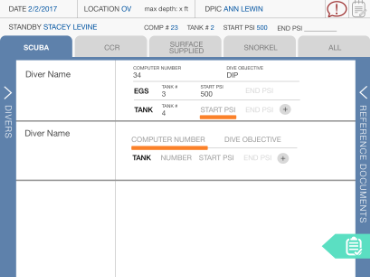 DATE 2/2/2017 LOCATION OV max depth: x ft DPIC ANN LEWIN
STANDBY STACEY LEVINE COMP # 23 TANK # 2 START PSI 500 END PSI
SCUBA CCR SURFACE SUPPLIED SNORKEL ALL
Diver Name
COMPUTER NUMBER DIVE OBJECTIVE
34 DIP
TANK # START PSI
EGS 3 500 END PSI
TANK #
TANK 4 START PSI END PSI +
Diver Name
COMPUTER NUMBER DIVE OBJECTIVE
TANK NUMBER START PSI END PSI +
DIVERS
REFERENCE DOCUMENTS